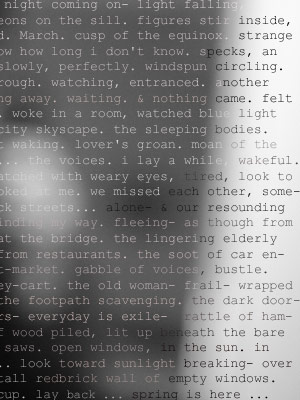 night coming on- light falling,
eons on the sill. figures stir inside,
d. March. cusp of the equinox. strange
ow how long i don't know. specks, an
slowly, perfectly. windspun circling.
rough. watching, entranced. another
ng away. waiting. & nothing came. felt
. woke in a room, watched blue light
city skyscape. the sleeping bodies.
t waking. lover's groan. moan of the
... the voices. i lay a while, wakeful.
atched with weary eyes, tired, look to
oked at me. we missed each other, some-
ck streets... alone- & our resounding
inding my way. fleeing- as though from
at the bridge. the lingering elderly
from restaurants. the soot of car en-
t-market. gabble of voices, bustle.
ey-cart. the old woman- frail- wrapped
the footpath scavenging. the dark door-
rs- everyday is exile- rattle of ham-
f wood piled, lit up beneath the bare
saws. open windows, in the sun. in
.. look toward sunlight breaking- over
tall redbrick wall of empty windows.
cup. lay back ... spring is here ...